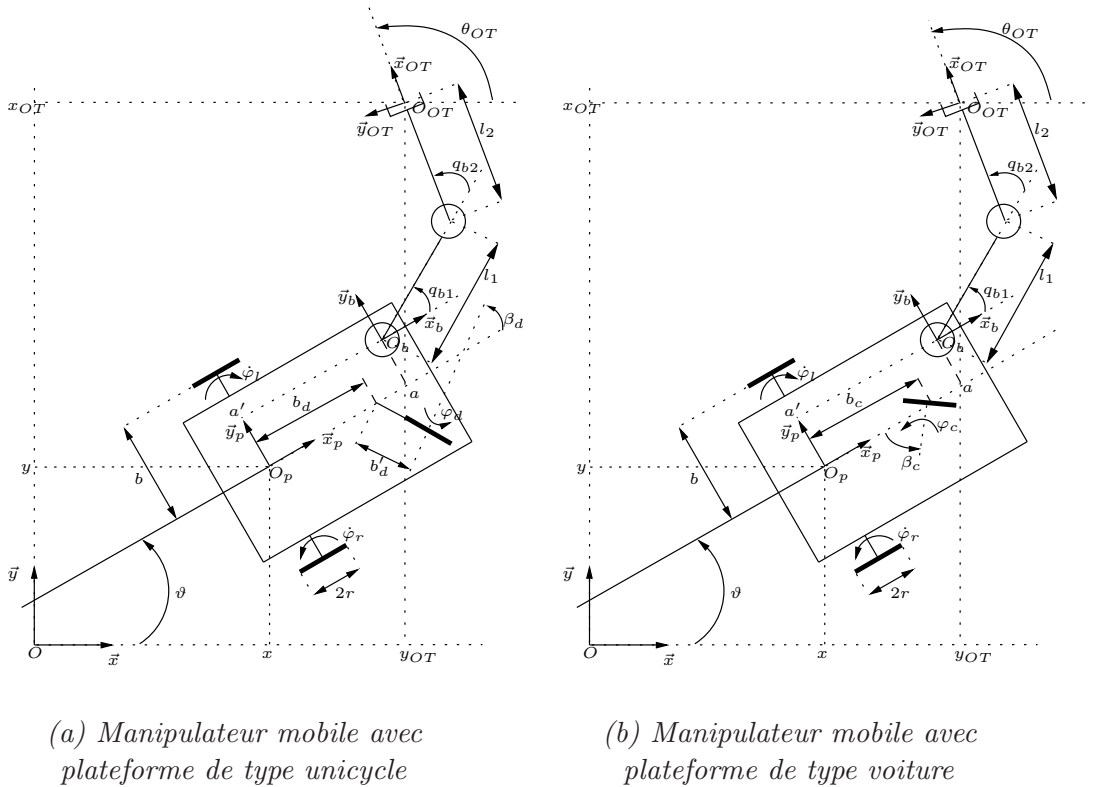 θ_OT
x⃗_OT
x_OT
O_OT
y⃗_OT
l_2
q_b2
l_1
q_b1
y⃗_b
x⃗_b
β_d
O_b
φ̇_l
a
b_d
a'
φ_d
y⃗_p
x⃗_p
b'_d
y
O_p
b
φ̇_r
y⃗
ϑ
2r
O
x⃗
x
y_OT
(a) Manipulateur mobile avec
plateforme de type unicycle
θ_OT
x⃗_OT
x_OT
O_OT
y⃗_OT
l_2
q_b2
l_1
q_b1
y⃗_b
x⃗_b
O_b
φ̇_l
a
b_c
a'
φ_c
y⃗_p
x⃗_p
β_c
y
O_p
b
φ̇_r
y⃗
ϑ
2r
O
x⃗
x
y_OT
(b) Manipulateur mobile avec
plateforme de type voiture